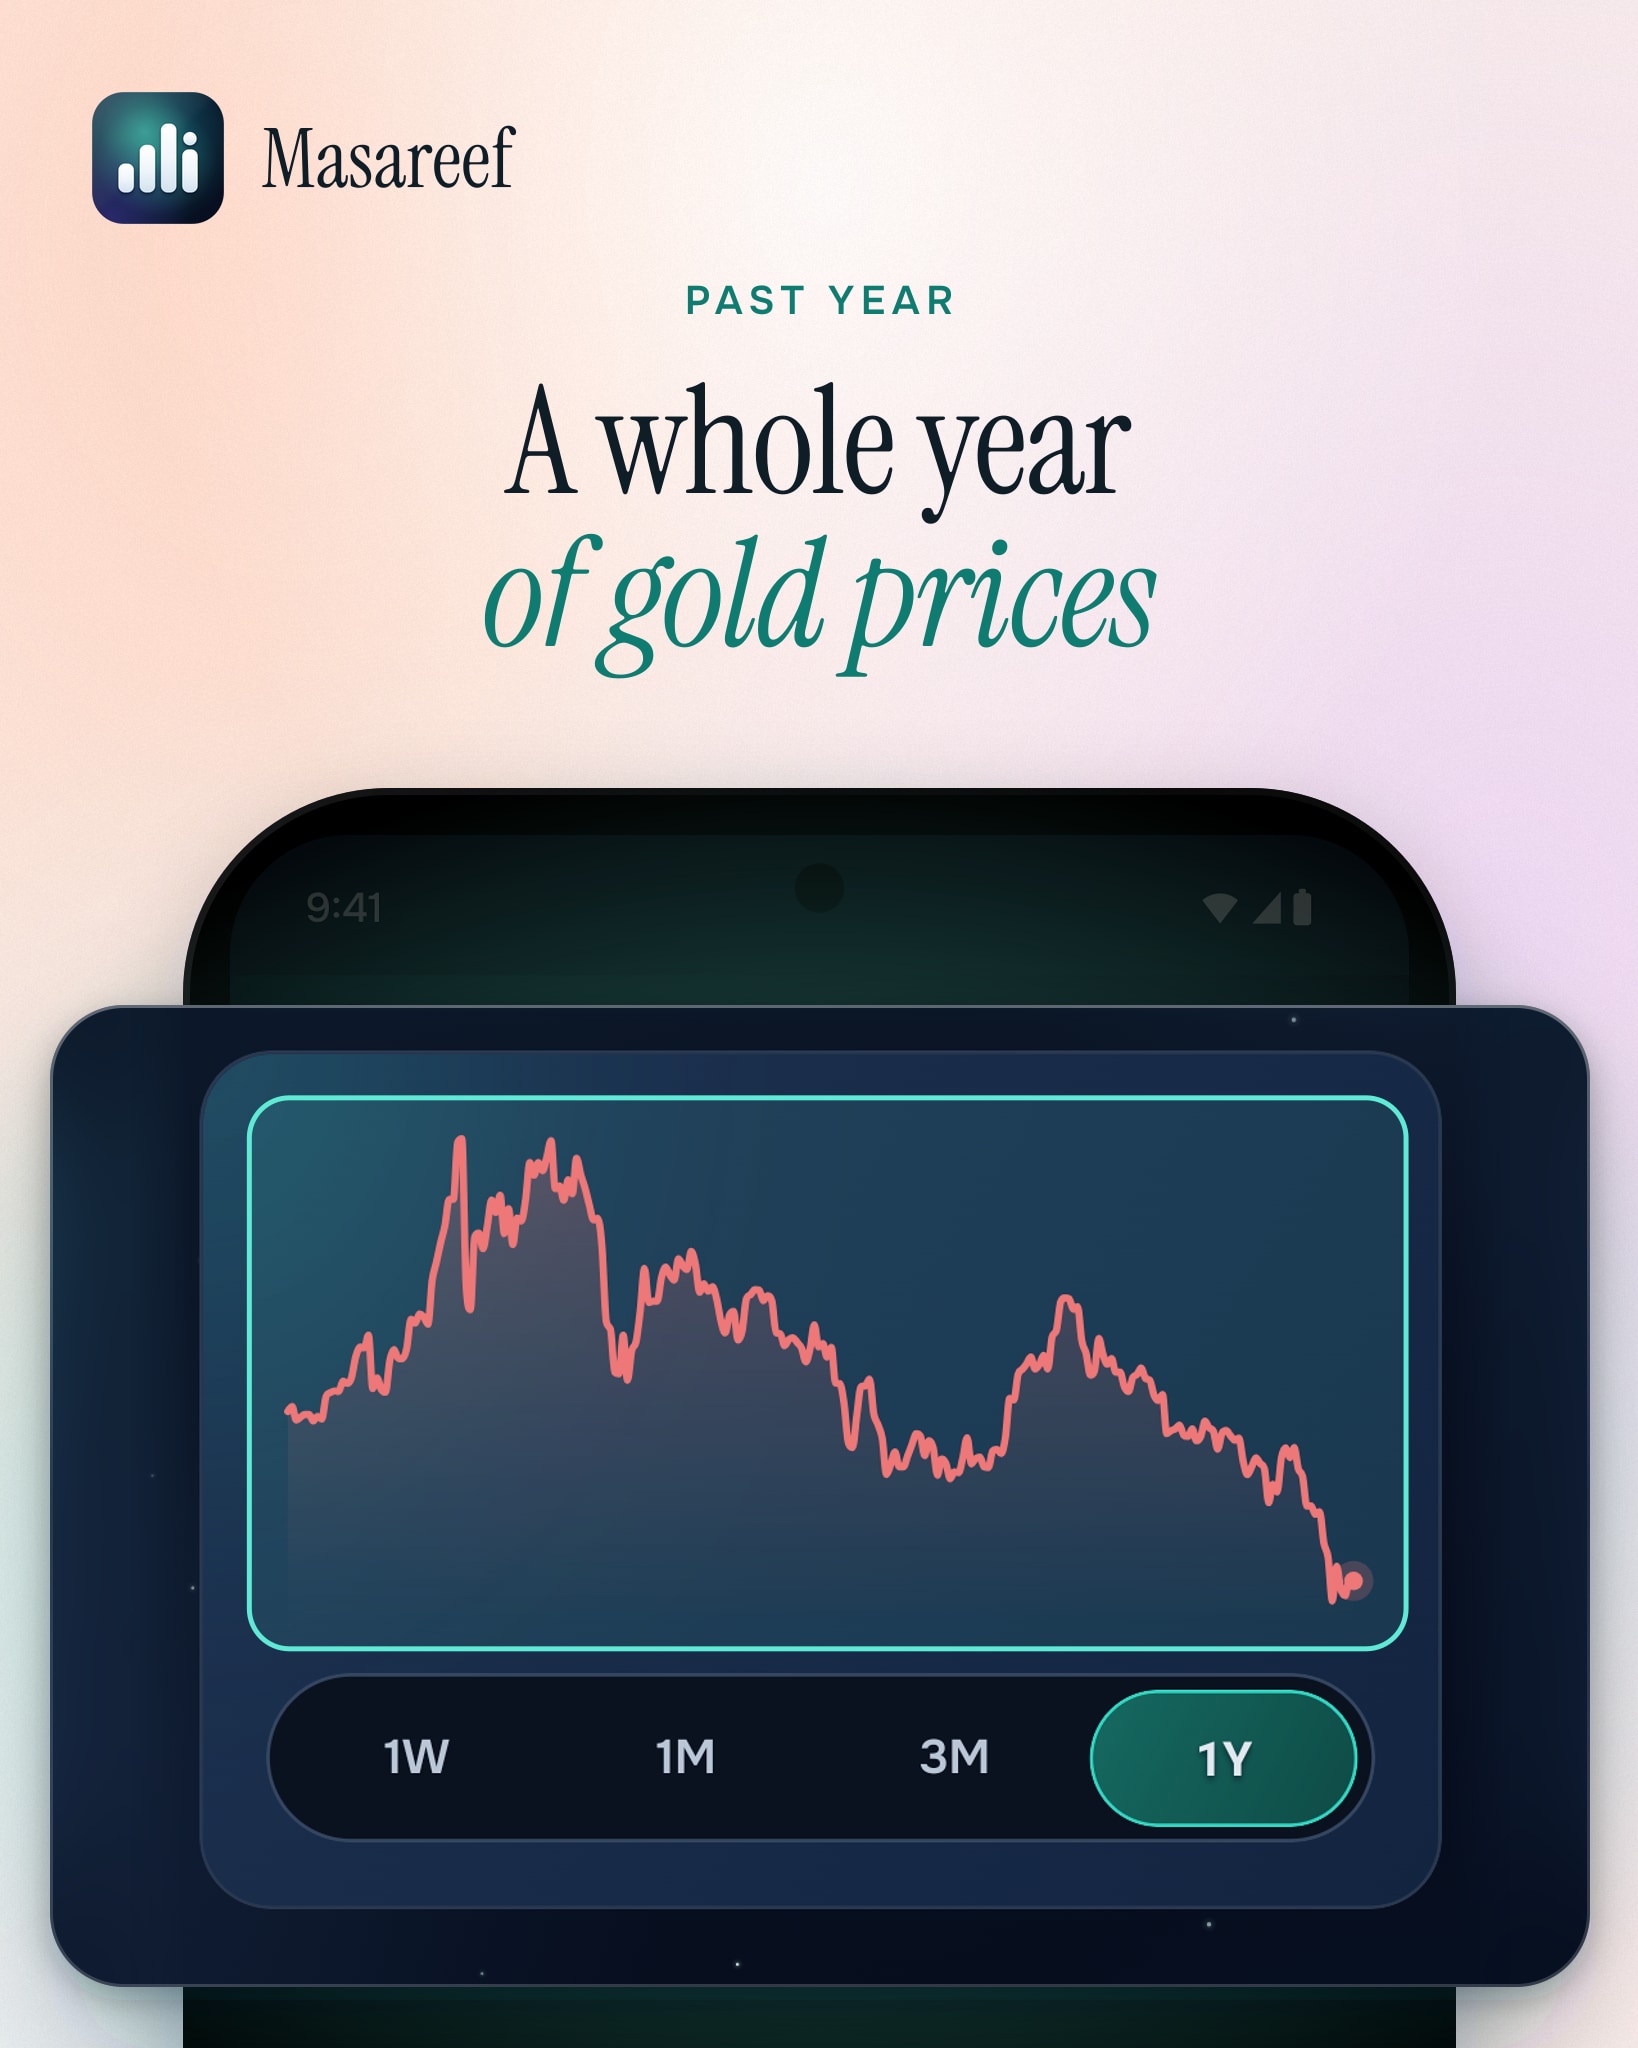 Masareef
PAST YEAR
A whole year
of gold prices
9:41
1W 1M 3M 1Y